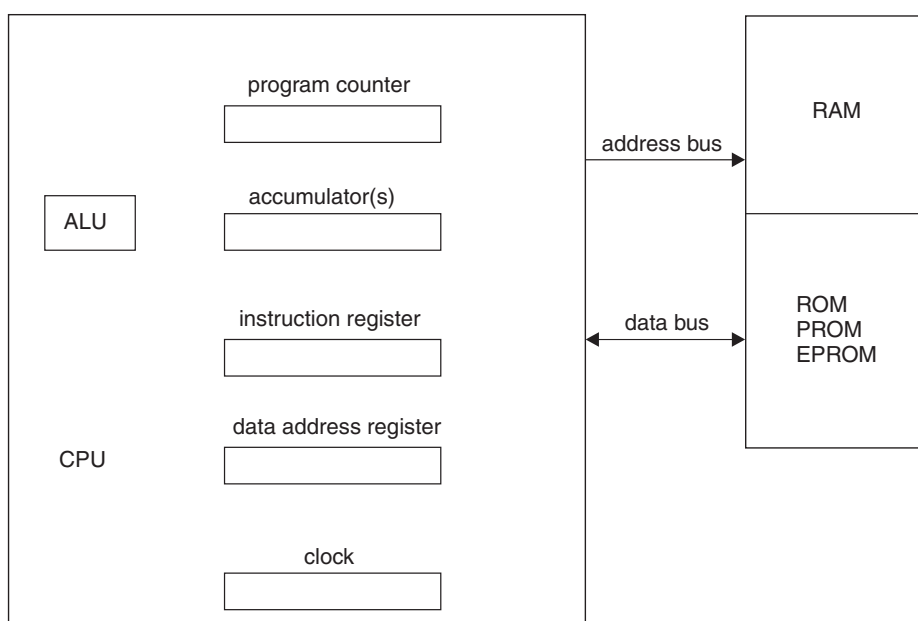 program counter
RAM
address bus
accumulator(s)
ALU
instruction register
data bus
ROM
PROM
EPROM
data address register
CPU
clock